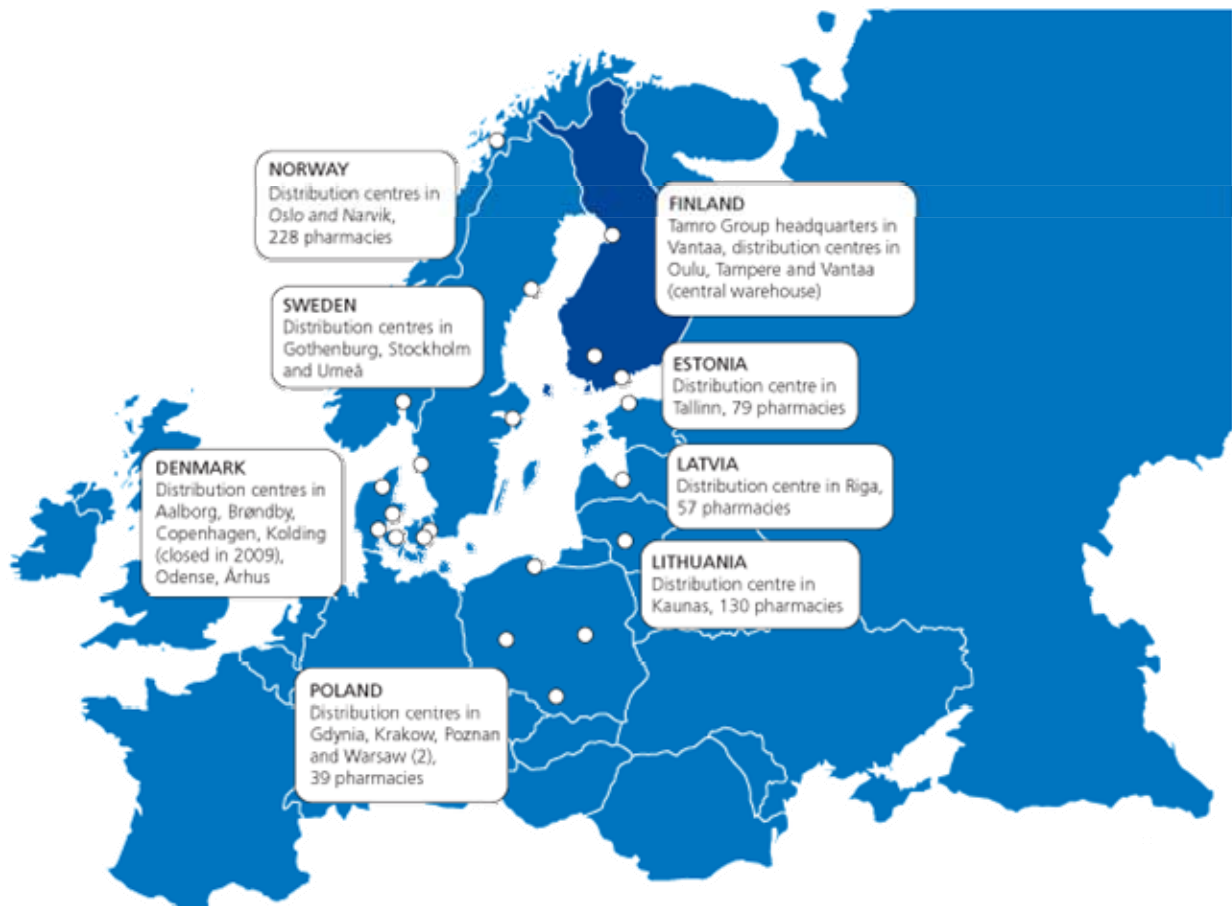 NORWAY
Distribution centres in
Oslo and Narvik,
228 pharmacies
FINLAND
Tamro Group headquarters in
Vantaa, distribution centres in
Oulu, Tampere and Vantaa
(central warehouse)
SWEDEN
Distribution centres in
Gothenburg, Stockholm
and Umeå
ESTONIA
Distribution centre in
Tallinn, 79 pharmacies
DENMARK
Distribution centres in
Aalborg, Brøndby,
Copenhagen, Kolding
(closed in 2009),
Odense, Århus
LATVIA
Distribution centre in Riga,
57 pharmacies
LITHUANIA
Distribution centre in
Kaunas, 130 pharmacies
POLAND
Distribution centres in
Gdynia, Krakow, Poznan
and Warsaw (2),
39 pharmacies